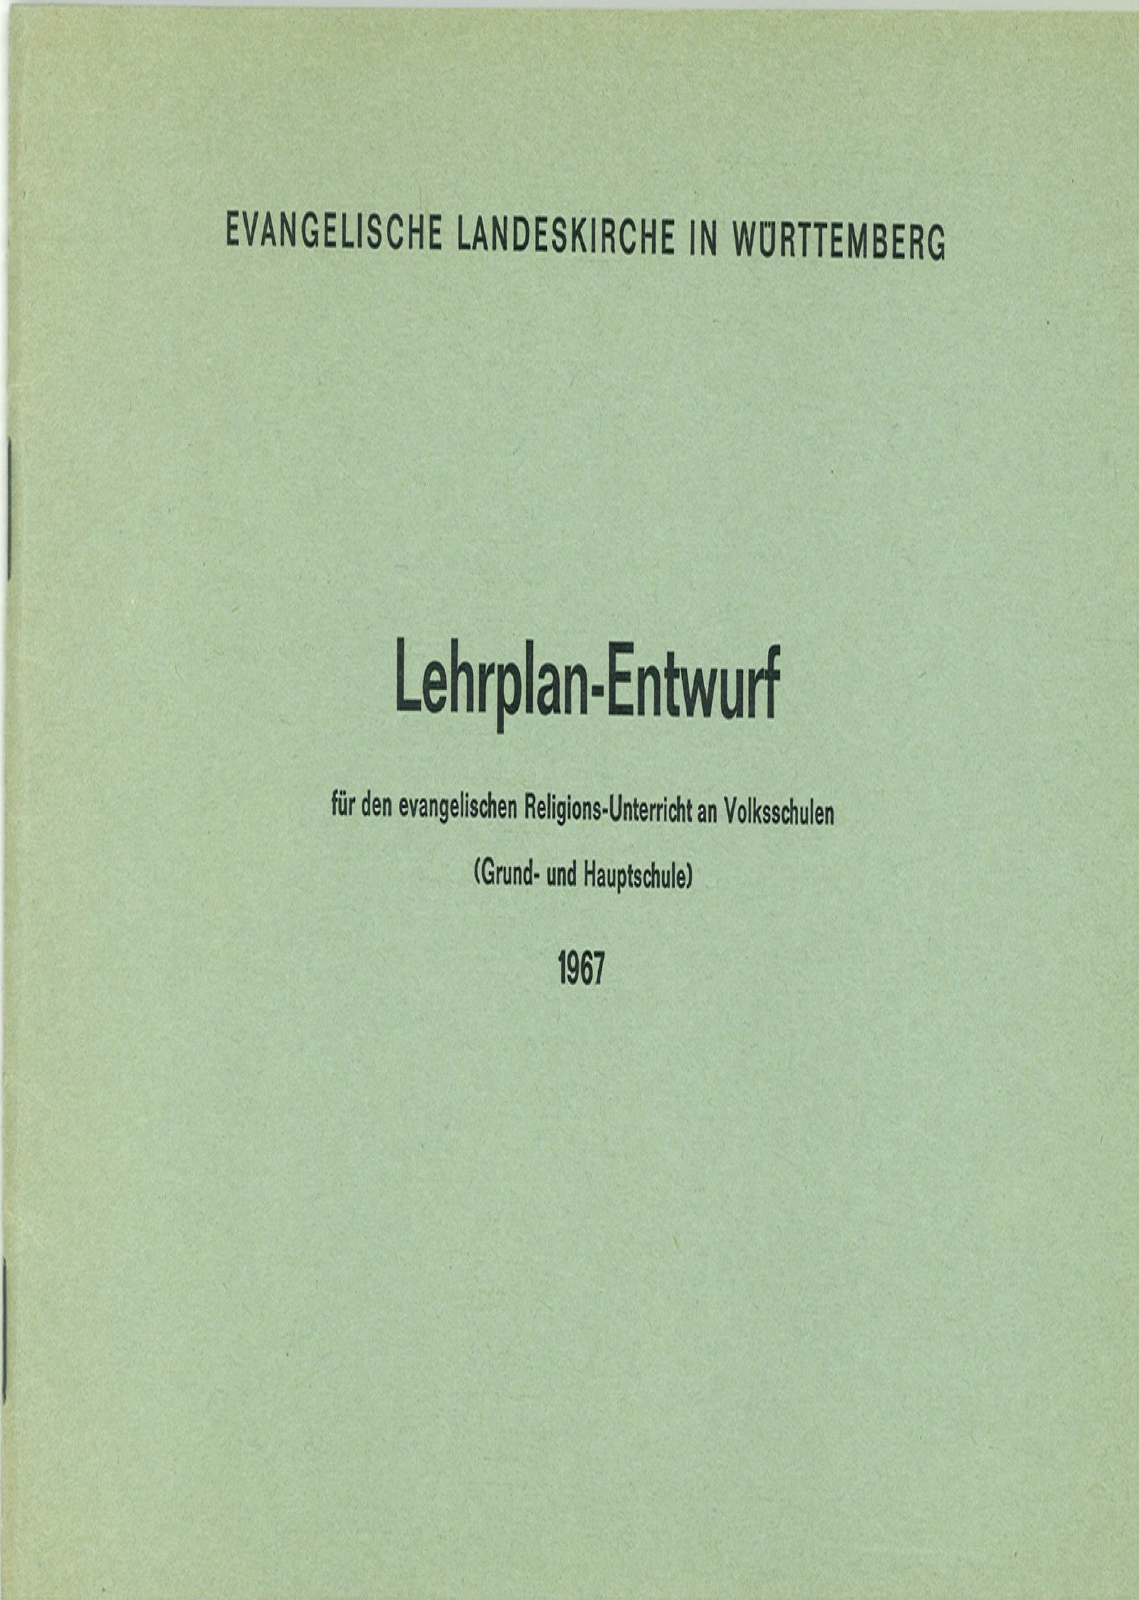 EVANGELISCHE LANDESKIRCHE IN WÜRTTEMBERG
Lehrplan-Entwurf
für den evangelischen Religions-Unterricht an Volksschulen
(Grund- und Hauptschule)
1967